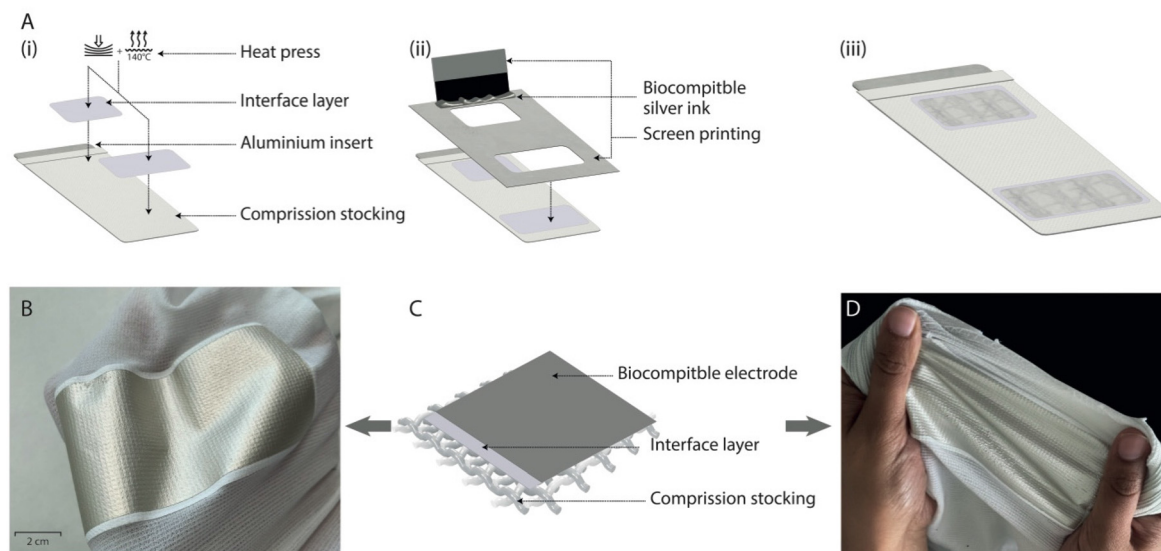 A
(i)
+
140°C
Heat press
Interface layer
Aluminium insert
Comprission stocking
(ii)
Biocompitble
silver ink
Screen printing
(iii)
B
2 cm
C
Biocompitble electrode
Interface layer
Comprission stocking
D